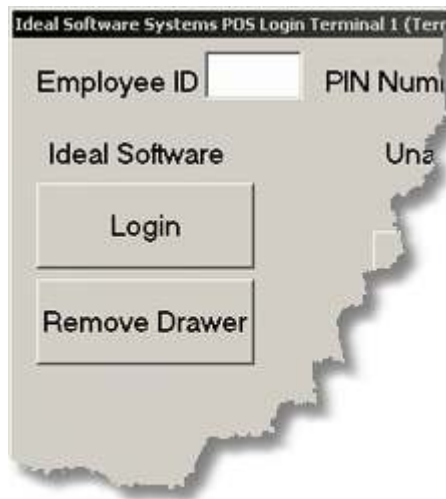 Ideal Software Systems POS Login Terminal 1
Employee ID PIN
Ideal Software
Login
Remove Drawer